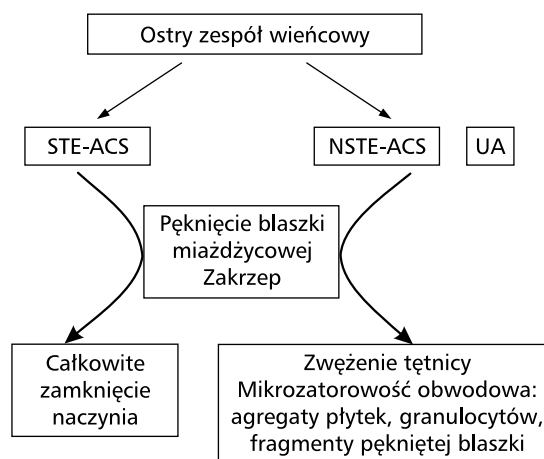 Ostry zespół wieńcowy
STE-ACS
NSTE-ACS
UA
Pęknięcie blaszki
miażdżycowej
Zakrzep
Całkowite
zamknięcie
naczynia
Zwężenie tętnicy
Mikrozatorowość obwodowa:
agregaty płytek, granulocytów,
fragmenty pękniętej blaszki